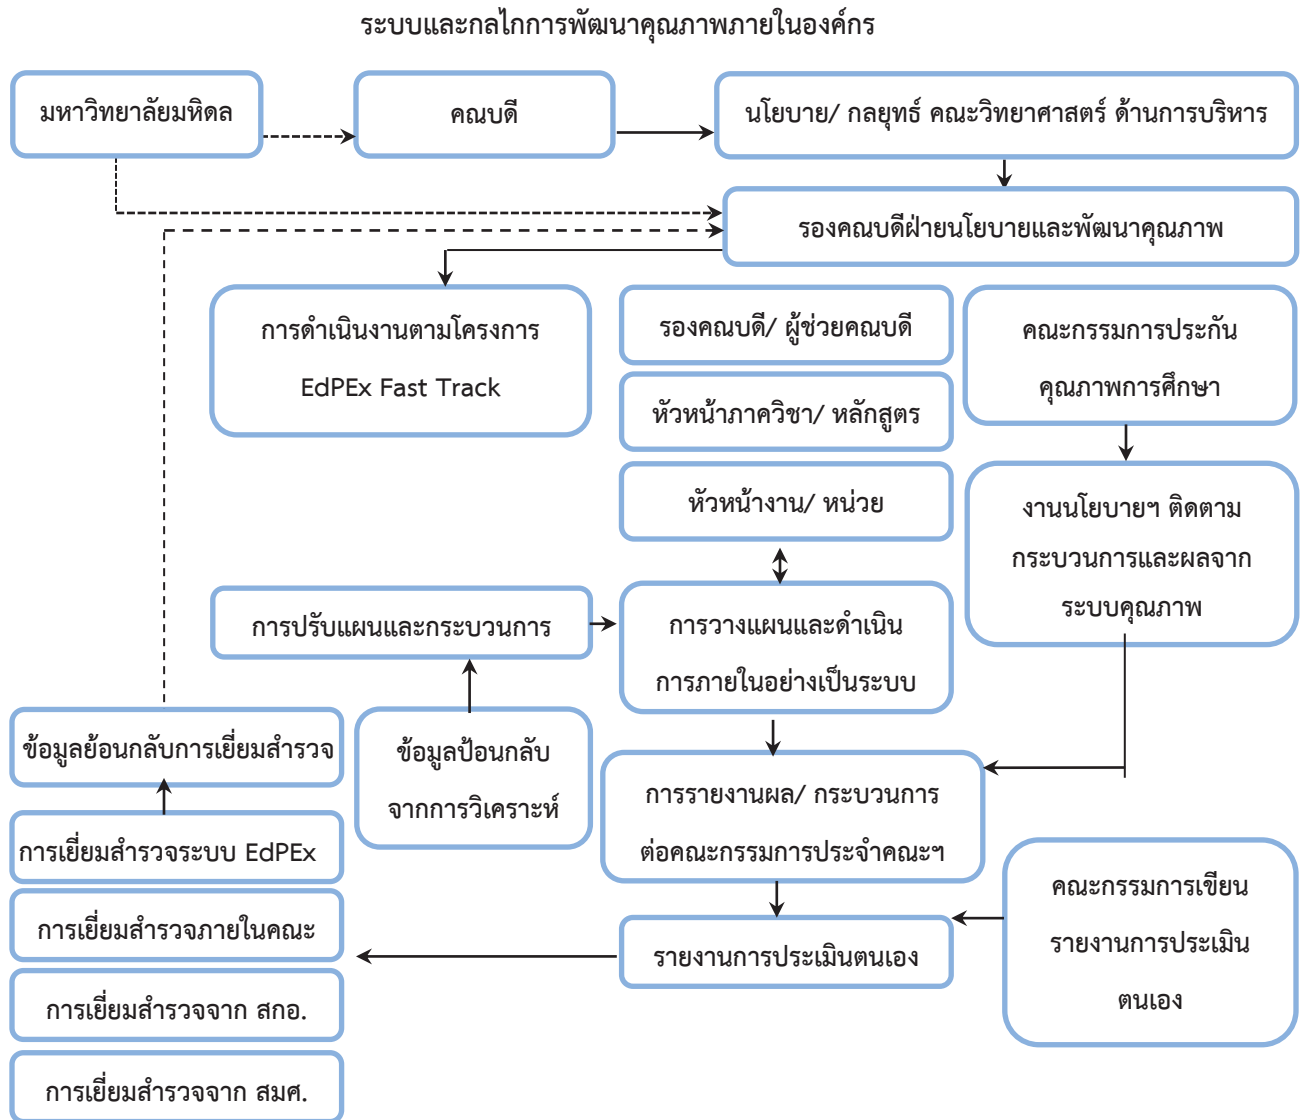 ระบบและกลไกการพัฒนาคุณภาพภายในองค์กร
มหาวิทยาลัยมหิดล
คณบดี
นโยบาย/ กลยุทธ์ คณะวิทยาศาสตร์ ด้านการบริหาร
รองคณบดีฝ่ายนโยบายและพัฒนาคุณภาพ
การดำเนินงานตามโครงการ
EdPEx Fast Track
รองคณบดี/ ผู้ช่วยคณบดี
หัวหน้าภาควิชา/ หลักสูตร
หัวหน้างาน/ หน่วย
คณะกรรมการประกัน
คุณภาพการศึกษา
งานนโยบายฯ ติดตาม
กระบวนการและผลจาก
ระบบคุณภาพ
การปรับแผนและกระบวนการ
การวางแผนและดำเนิน
การภายในอย่างเป็นระบบ
ข้อมูลย้อนกลับการเยี่ยมสำรวจ
ข้อมูลป้อนกลับ
จากการวิเคราะห์
การรายงานผล/ กระบวนการ
ต่อคณะกรรมการประจำคณะฯ
การเยี่ยมสำรวจระบบ EdPEx
การเยี่ยมสำรวจภายในคณะ
การเยี่ยมสำรวจจาก สกอ.
การเยี่ยมสำรวจจาก สมศ.
รายงานการประเมินตนเอง
คณะกรรมการเขียน
รายงานการประเมิน
ตนเอง